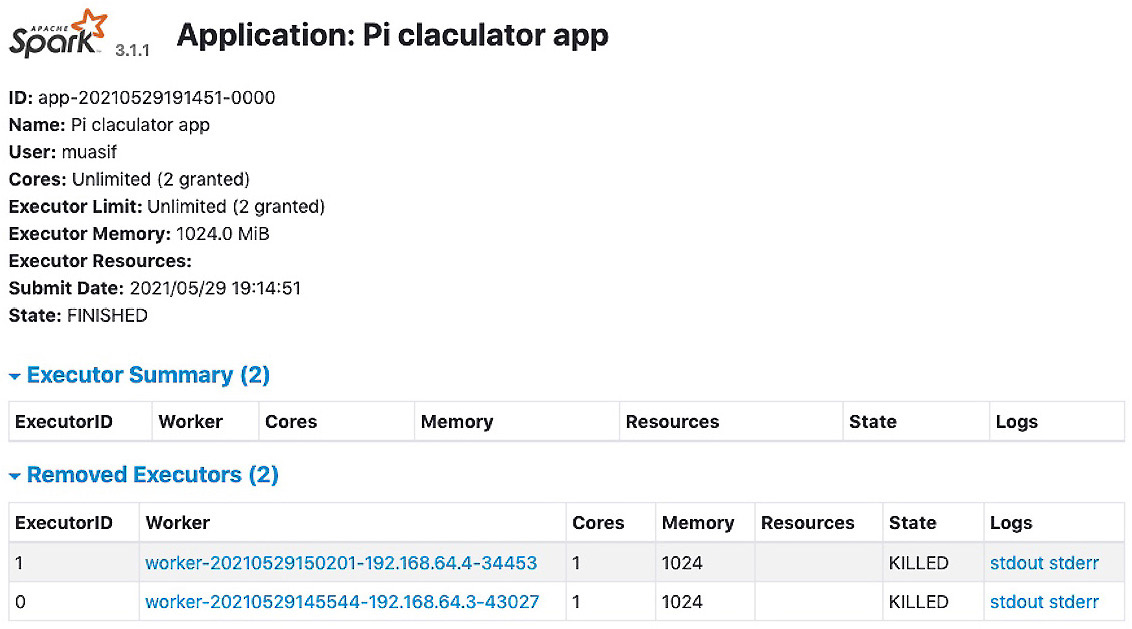 APACHE
Spark 3.1.1 Application: Pi claculator app
ID: app-20210529191451-0000
Name: Pi claculator app
User: muasif
Cores: Unlimited (2 granted)
Executor Limit: Unlimited (2 granted)
Executor Memory: 1024.0 MiB
Executor Resources:
Submit Date: 2021/05/29 19:14:51
State: FINISHED
Executor Summary (2)
ExecutorID Worker Cores Memory Resources State Logs
Removed Executors (2)
ExecutorID Worker Cores Memory Resources State Logs
1 worker-20210529150201-192.168.64.4-34453 1 1024 KILLED stdout stderr
0 worker-20210529145544-192.168.64.3-43027 1 1024 KILLED stdout stderr